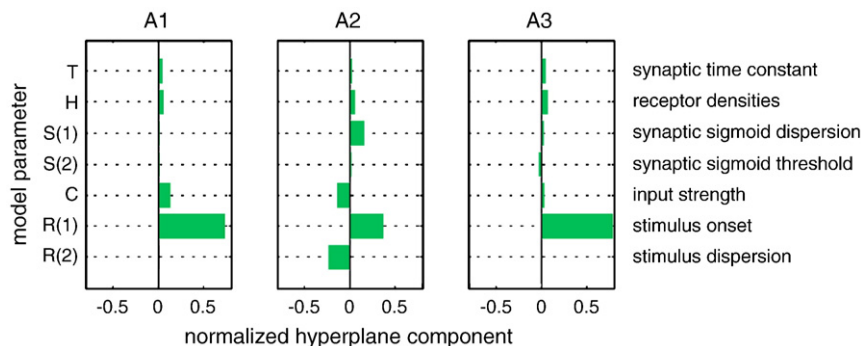 A1 A2 A3
model parameter
T synaptic time constant
H receptor densities
S(1) synaptic sigmoid dispersion
S(2) synaptic sigmoid threshold
C input strength
R(1) stimulus onset
R(2) stimulus dispersion
-0.5 0 0.5 -0.5 0 0.5 -0.5 0 0.5
normalized hyperplane component